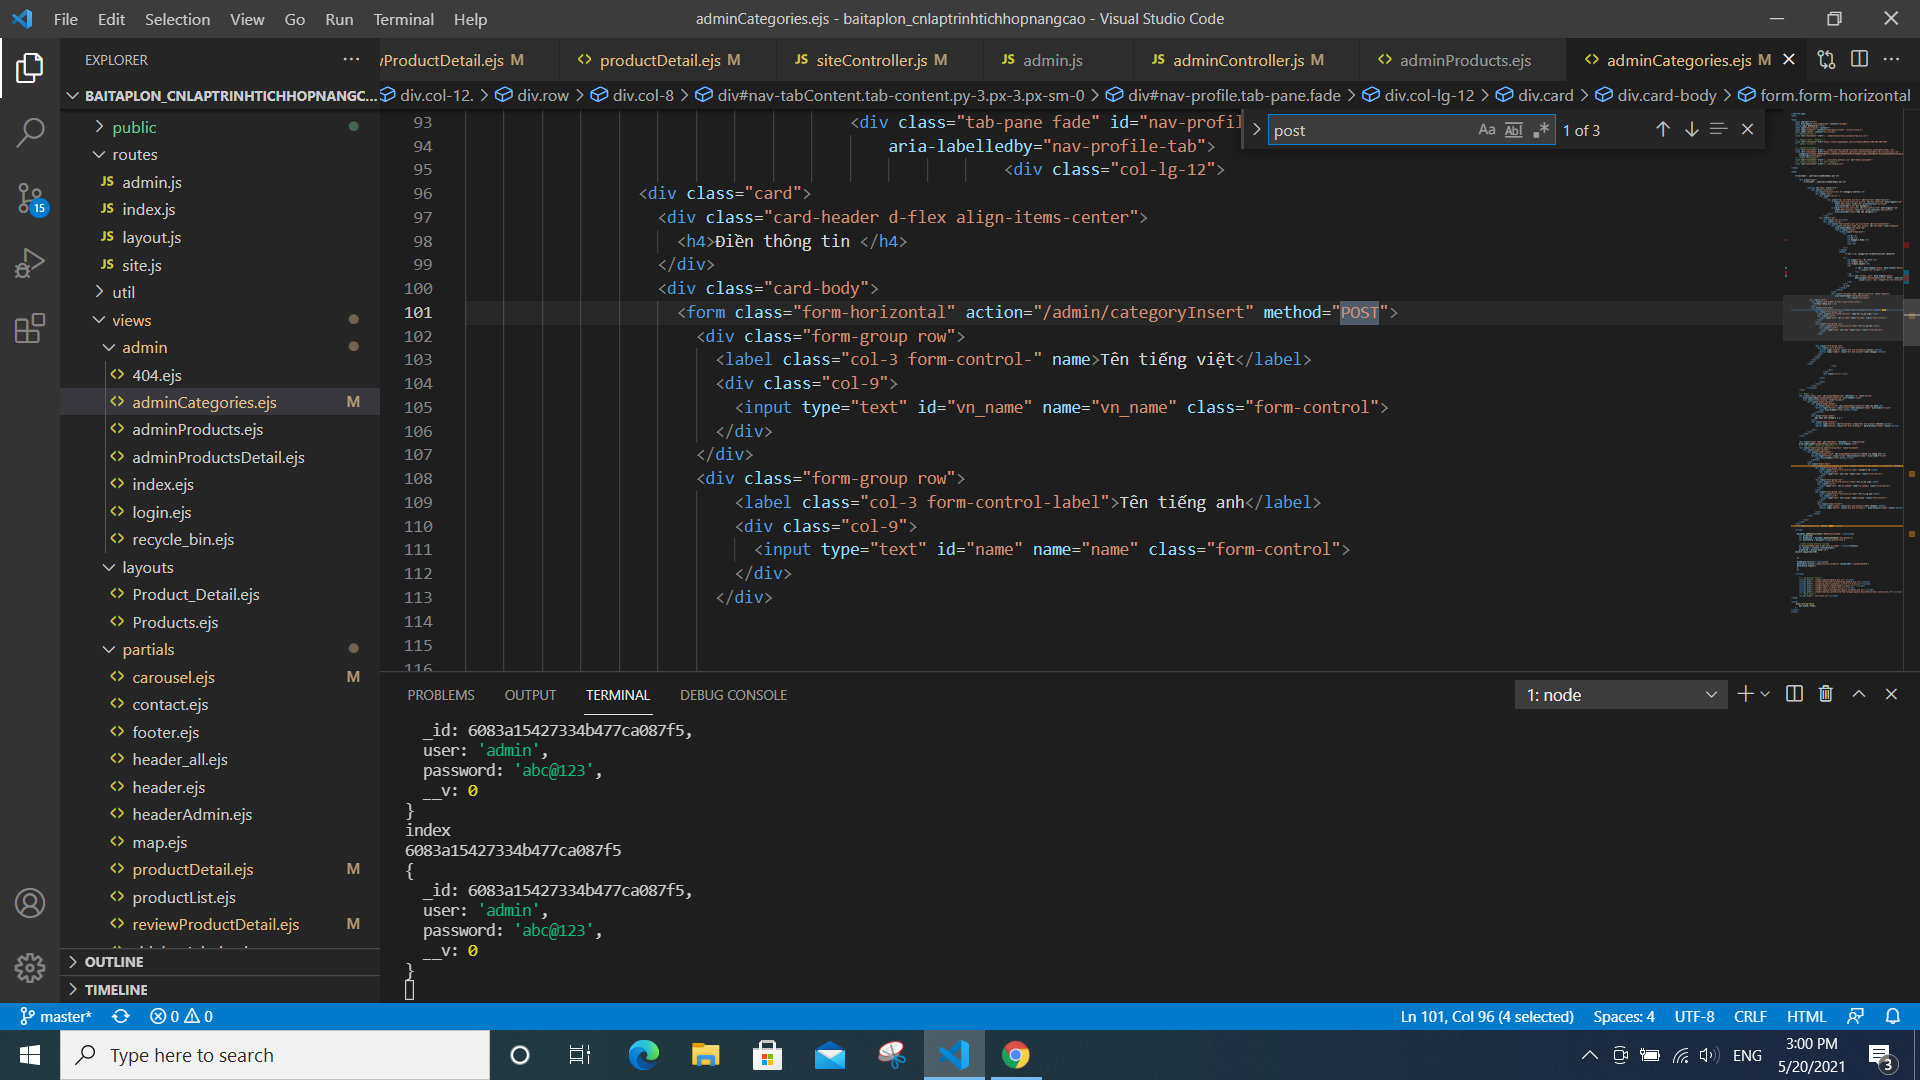 File Edit Selection View Go Run Terminal Help
adminCategories.ejs - baitaplon_cnlaptrinhtichhopnangcao - Visual Studio Code
EXPLORER
BAITAPLON_CNLAPTRINHTICHHOPNANGC...
public
routes
admin.js
index.js
layout.js
site.js
util
views
admin
404.ejs
adminCategories.ejs M
adminProducts.ejs
adminProductsDetail.ejs
index.ejs
login.ejs
recycle_bin.ejs
layouts
Product_Detail.ejs
Products.ejs
partials
carousel.ejs M
contact.ejs
footer.ejs
header_all.ejs
header.ejs
headerAdmin.ejs
map.ejs
productDetail.ejs M
productList.ejs
reviewProductDetail.ejs M
OUTLINE
TIMELINE
15
ProductDetail.ejs M productDetail.ejs M JS siteController.js M JS admin.js JS adminController.js M adminProducts.ejs adminCategories.ejs M
div.col-12. > div.row > div.col-8 > div#nav-tabContent.tab-content.py-3.px-3.px-sm-0 > div#nav-profile.tab-pane.fade > div.col-lg-12 > div.card > div.card-body > form.form-horizontal
post Aa Abl 1 of 3
93 <div class="tab-pane fade" id="nav-profil
94 aria-labelledby="nav-profile-tab">
95 <div class="col-lg-12">
96 <div class="card">
97 <div class="card-header d-flex align-items-center">
98 <h4>Điền thông tin </h4>
99 </div>
100 <div class="card-body">
101 <form class="form-horizontal" action="/admin/categoryInsert" method="POST">
102 <div class="form-group row">
103 <label class="col-3 form-control-" name>Tên tiếng việt</label>
104 <div class="col-9">
105 <input type="text" id="vn_name" name="vn_name" class="form-control">
106 </div>
107 </div>
108 <div class="form-group row">
109 <label class="col-3 form-control-label">Tên tiếng anh</label>
110 <div class="col-9">
111 <input type="text" id="name" name="name" class="form-control">
112 </div>
113 </div>
114
115
116
PROBLEMS OUTPUT TERMINAL DEBUG CONSOLE
1: node
_id: 6083a15427334b477ca087f5,
user: 'admin',
password: 'abc@123',
__v: 0
}
index
6083a15427334b477ca087f5
{
_id: 6083a15427334b477ca087f5,
user: 'admin',
password: 'abc@123',
__v: 0
}
master* 0 0
Ln 101, Col 96 (4 selected) Spaces: 4 UTF-8 CRLF HTML
Type here to search
ENG
3:00 PM
5/20/2021
3